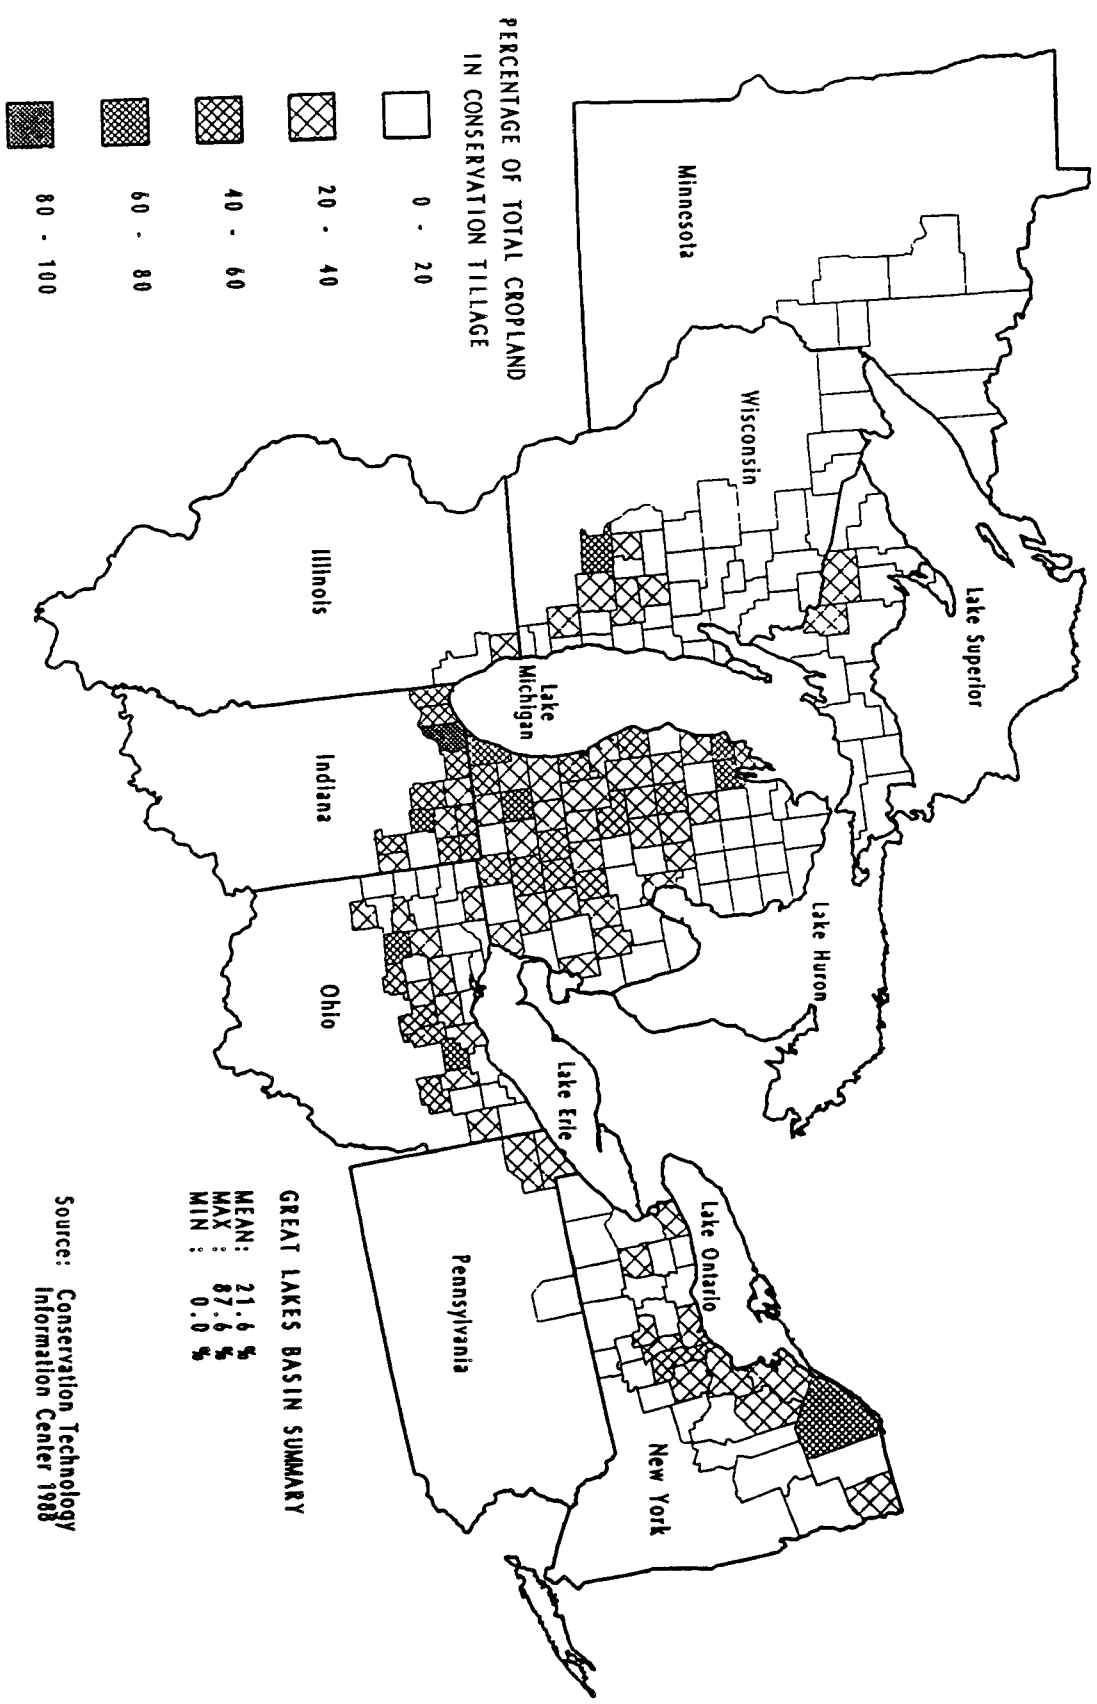 Minnesota
Wisconsin
Illinois
Indiana
Ohio
Pennsylvania
New York
Lake Superior
Lake
Michigan
Lake Huron
Lake Erie
Lake Ontario
PERCENTAGE OF TOTAL CROPLAND
IN CONSERVATION TILLAGE
0 - 20
20 - 40
40 - 60
60 - 80
80 - 100
GREAT LAKES BASIN SUMMARY
MEAN: 21.6 %
MAX : 87.6 %
MIN : 0.0 %
Source: Conservation Technology
Information Center 1988